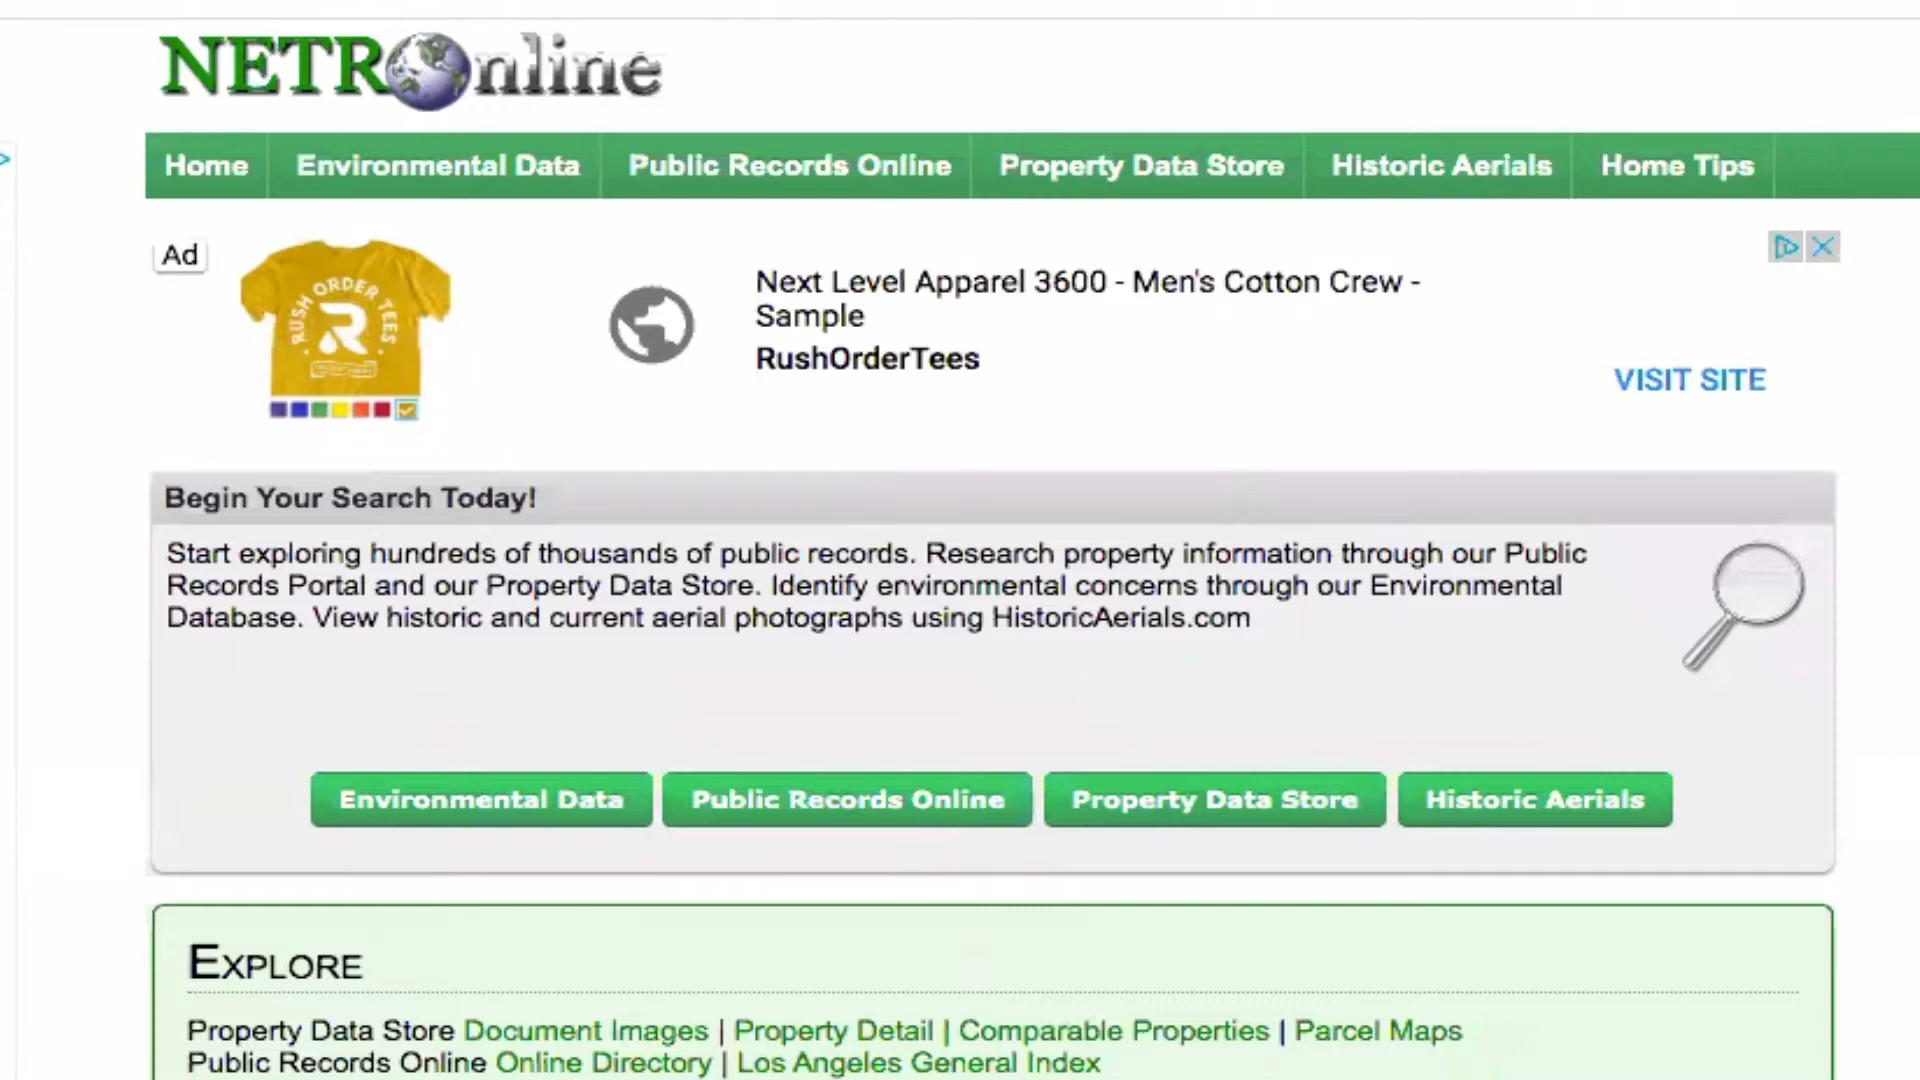 NETROnline
Home Environmental Data Public Records Online Property Data Store Historic Aerials Home Tips
Ad
RUSH ORDER TEES
R
Next Level Apparel 3600 - Men's Cotton Crew -
Sample
RushOrderTees
VISIT SITE
Begin Your Search Today!
Start exploring hundreds of thousands of public records. Research property information through our Public
Records Portal and our Property Data Store. Identify environmental concerns through our Environmental
Database. View historic and current aerial photographs using HistoricAerials.com
Environmental Data Public Records Online Property Data Store Historic Aerials
EXPLORE
Property Data Store Document Images | Property Detail | Comparable Properties | Parcel Maps
Public Records Online Online Directory | Los Angeles General Index